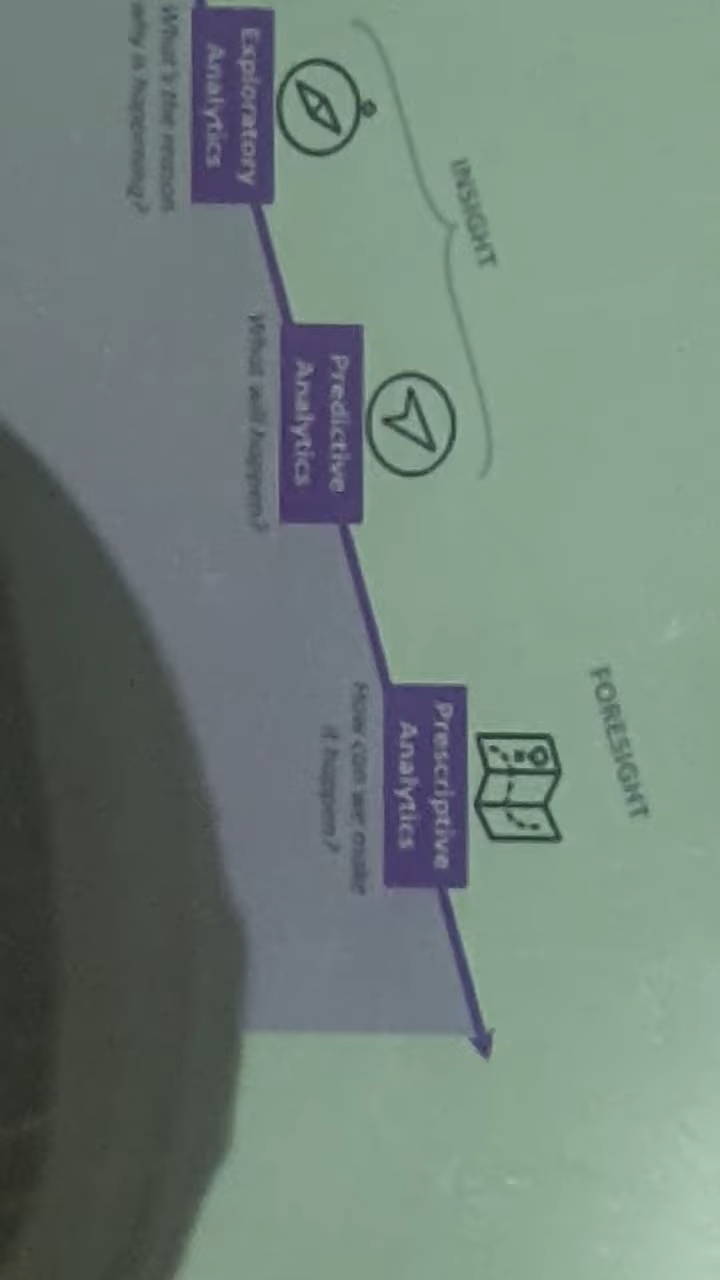 INSIGHT
FORESIGHT
Exploratory
Analytics
What's the reason
why is happening?
Predictive
Analytics
What will happen?
Prescriptive
Analytics
How can we make
it happen?